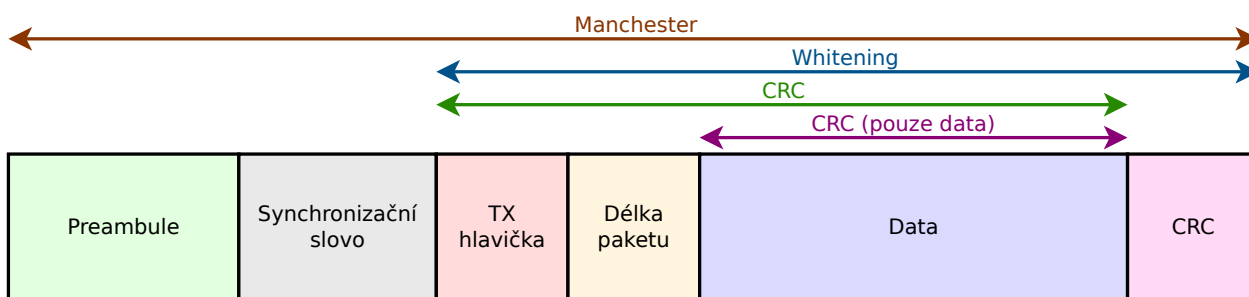 Manchester
Whitening
CRC
CRC (pouze data)
Preambule
Synchronizační
slovo
TX
hlavička
Délka
paketu
Data
CRC